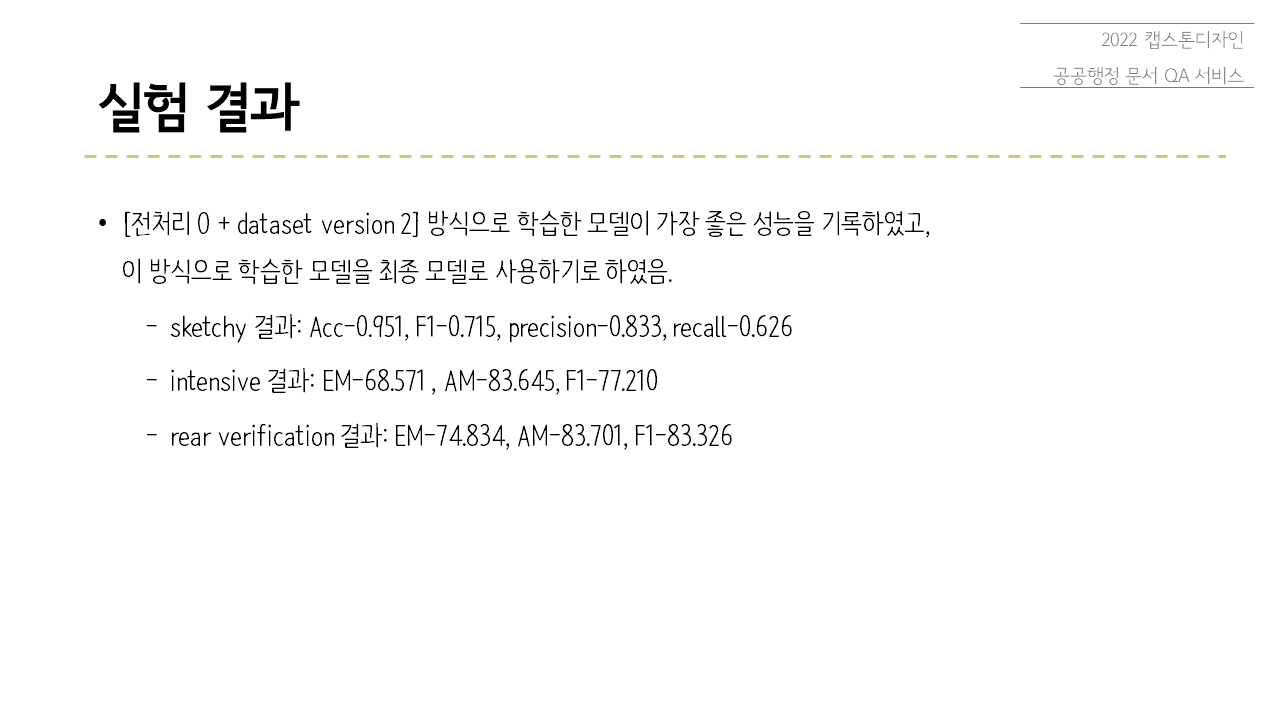 2022 캡스톤디자인
공공행정 문서 QA 서비스
실험 결과
• [전처리 O + dataset version 2] 방식으로 학습한 모델이 가장 좋은 성능을 기록하였고,
이 방식으로 학습한 모델을 최종 모델로 사용하기로 하였음.
– sketchy 결과: Acc-0.951, F1-0.715, precision-0.833, recall-0.626
– intensive 결과: EM-68.571 , AM-83.645, F1-77.210
– rear verification 결과: EM-74.834, AM-83.701, F1-83.326